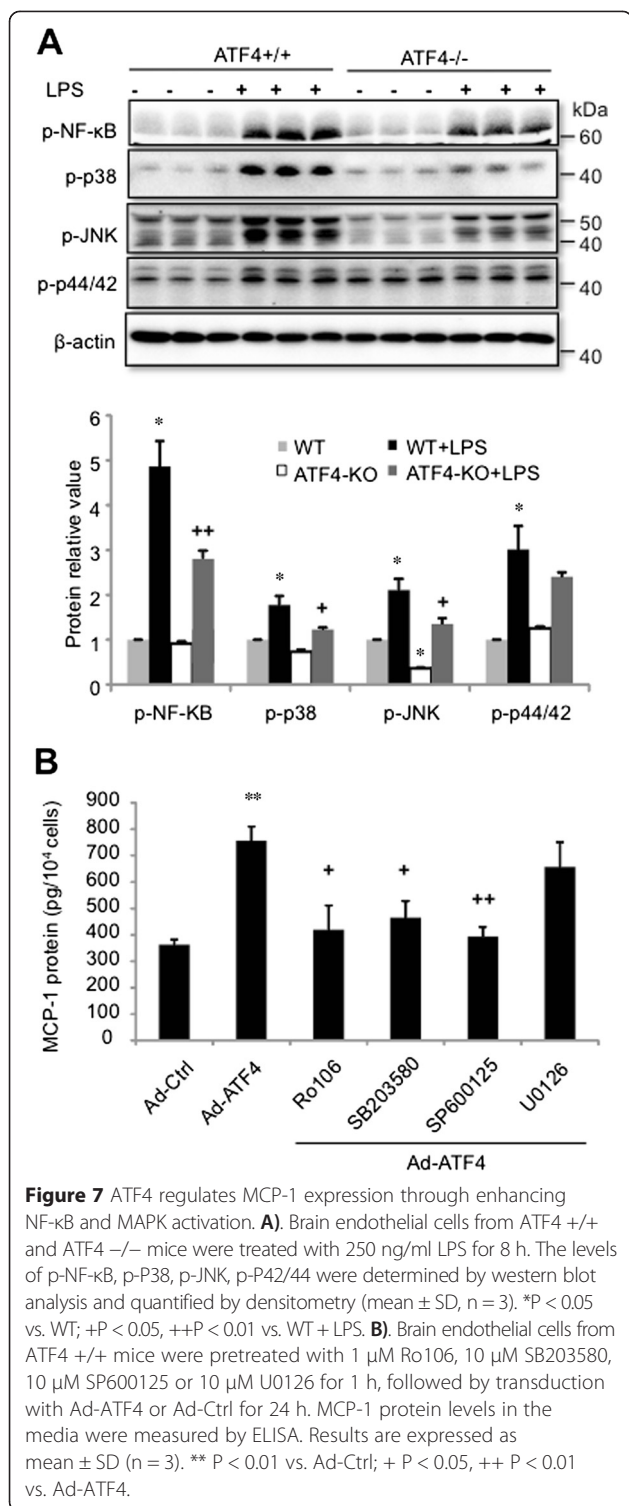 A
ATF4+/+ ATF4-/-
LPS - - - + + + - - - + + + kDa
p-NF-κB 60
p-p38 40
p-JNK 50
40
p-p44/42 40
β-actin 40
6
5
4
3
2
1
0
Protein relative value
WT WT+LPS
ATF4-KO ATF4-KO+LPS
* ++ * + * * + *
p-NF-KB p-p38 p-JNK p-p44/42
B
900
800
700
600
500
400
300
200
100
0
MCP-1 protein (pg/10⁴ cells)
** + + ++
Ad-Ctrl Ad-ATF4 Ro106 SB203580 SP600125 U0126
Ad-ATF4
Figure 7 ATF4 regulates MCP-1 expression through enhancing
NF-κB and MAPK activation. A). Brain endothelial cells from ATF4 +/+
and ATF4 −/− mice were treated with 250 ng/ml LPS for 8 h. The levels
of p-NF-κB, p-P38, p-JNK, p-P42/44 were determined by western blot
analysis and quantified by densitometry (mean ± SD, n = 3). *P < 0.05
vs. WT; +P < 0.05, ++P < 0.01 vs. WT + LPS. B). Brain endothelial cells from
ATF4 +/+ mice were pretreated with 1 μM Ro106, 10 μM SB203580,
10 μM SP600125 or 10 μM U0126 for 1 h, followed by transduction
with Ad-ATF4 or Ad-Ctrl for 24 h. MCP-1 protein levels in the
media were measured by ELISA. Results are expressed as
mean ± SD (n = 3). ** P < 0.01 vs. Ad-Ctrl; + P < 0.05, ++ P < 0.01
vs. Ad-ATF4.